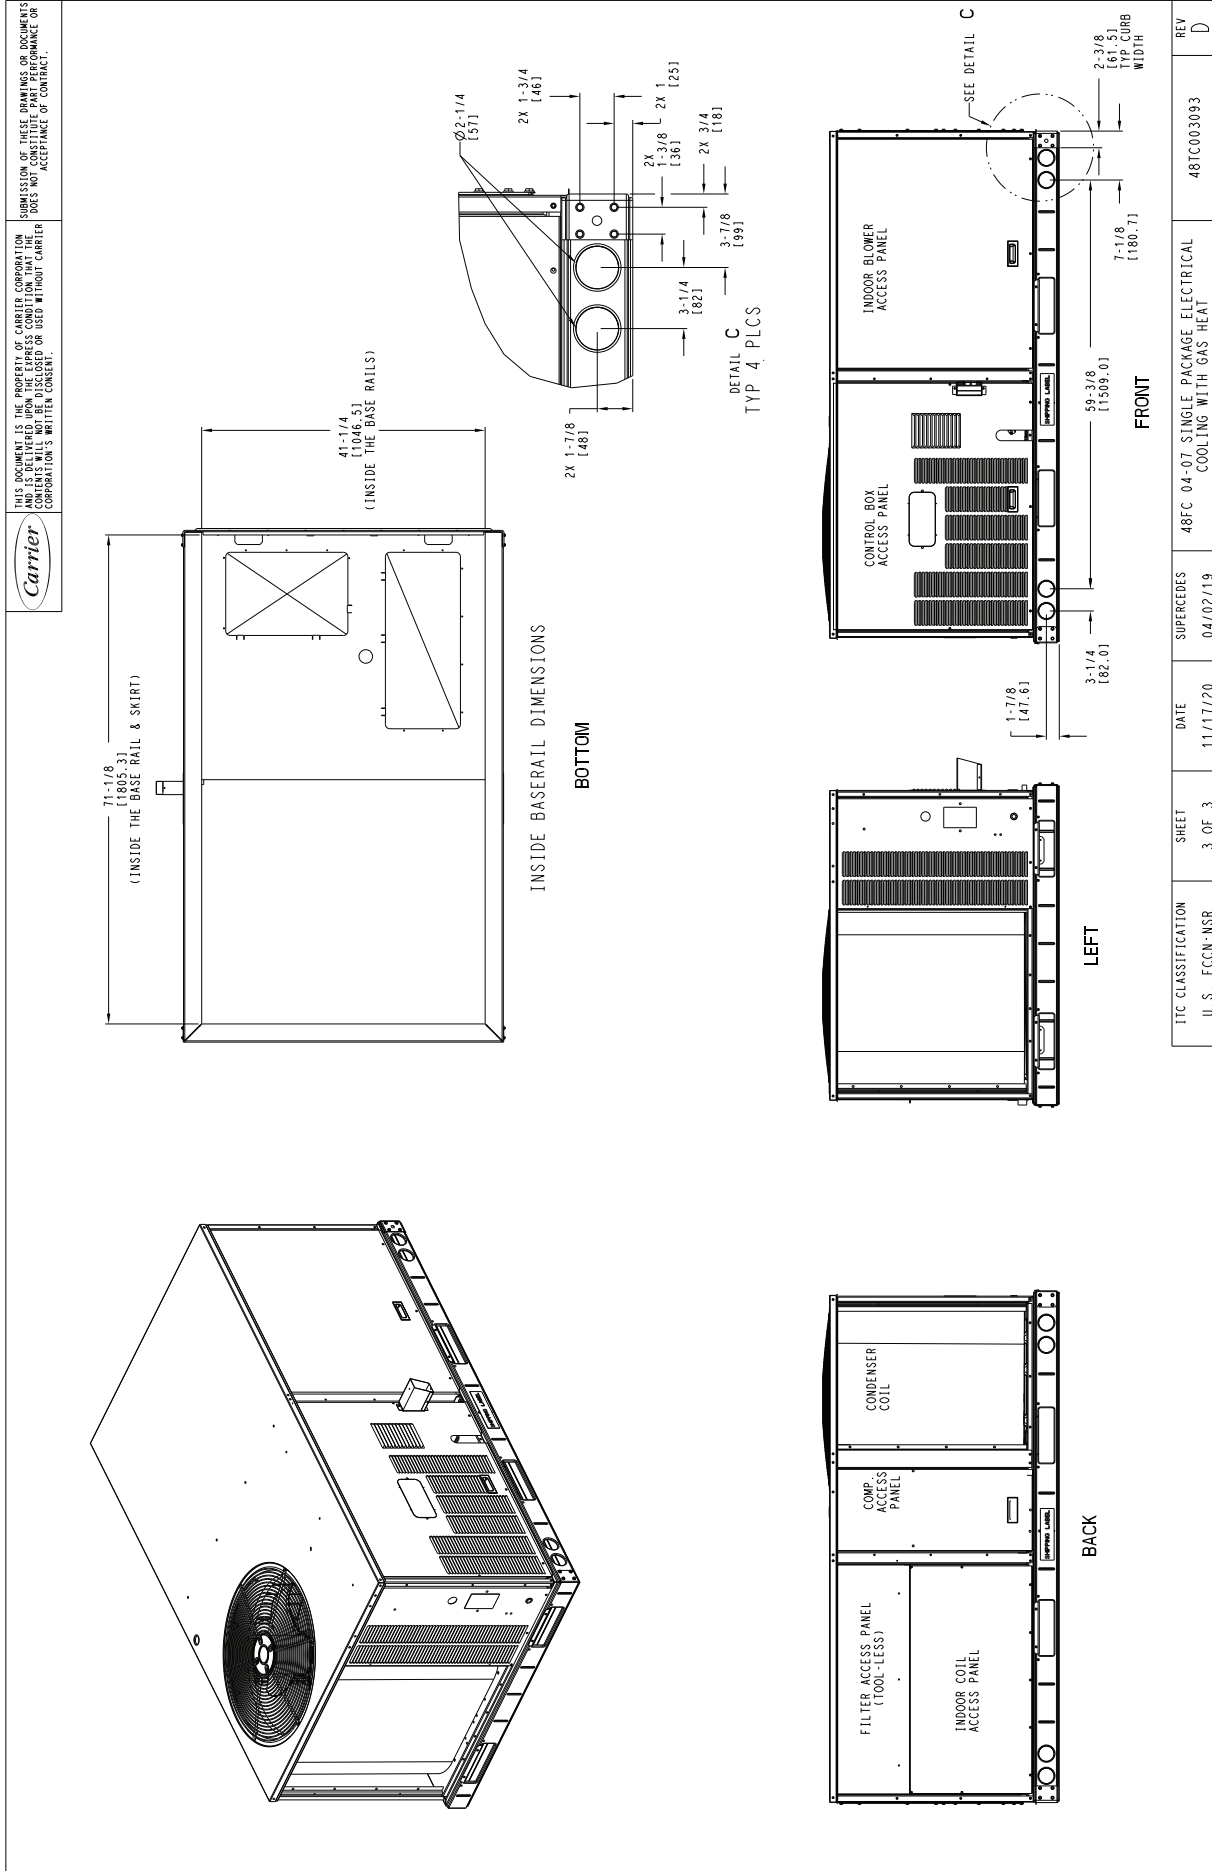 Carrier
THIS DOCUMENT IS THE PROPERTY OF CARRIER CORPORATION
AND IS DELIVERED UPON THE EXPRESS CONDITION THAT THE
CONTENTS WILL NOT BE DISCLOSED OR USED WITHOUT CARRIER
CORPORATION'S WRITTEN CONSENT.
SUBMISSION OF THESE DRAWINGS OR DOCUMENTS
DOES NOT CONSTITUTE PART PERFORMANCE OR
ACCEPTANCE OF CONTRACT.
71-1/8
[1805.3]
(INSIDE THE BASE RAIL & SKIRT)
41-1/4
[1046.5]
(INSIDE THE BASE RAILS)
INSIDE BASERAIL DIMENSIONS
BOTTOM
Ø2-1/4
[57]
2X 1-3/4
[46]
2X 1
[25]
2X
1-3/8
[36]
2X 3/4
[18]
3-7/8
[99]
3-1/4
[82]
2X 1-7/8
[48]
DETAIL C
TYP 4 PLCS
FILTER ACCESS PANEL
(TOOL-LESS)
INDOOR COIL
ACCESS PANEL
COMP.
ACCESS
PANEL
CONDENSER
COIL
SHIPPING LABEL
BACK
LEFT
1-7/8
[47.6]
3-1/4
[82.0]
CONTROL BOX
ACCESS PANEL
INDOOR BLOWER
ACCESS PANEL
SHIPPING LABEL
SEE DETAIL C
59-3/8
[1509.0]
7-1/8
[180.7]
2-3/8
[61.5]
TYP CURB
WIDTH
FRONT
ITC CLASSIFICATION
U.S. ECCN:NSR
SHEET
3 OF 3
DATE
11/17/20
SUPERCEDES
04/02/19
48FC 04-07 SINGLE PACKAGE ELECTRICAL
COOLING WITH GAS HEAT
48TC003093
REV
D